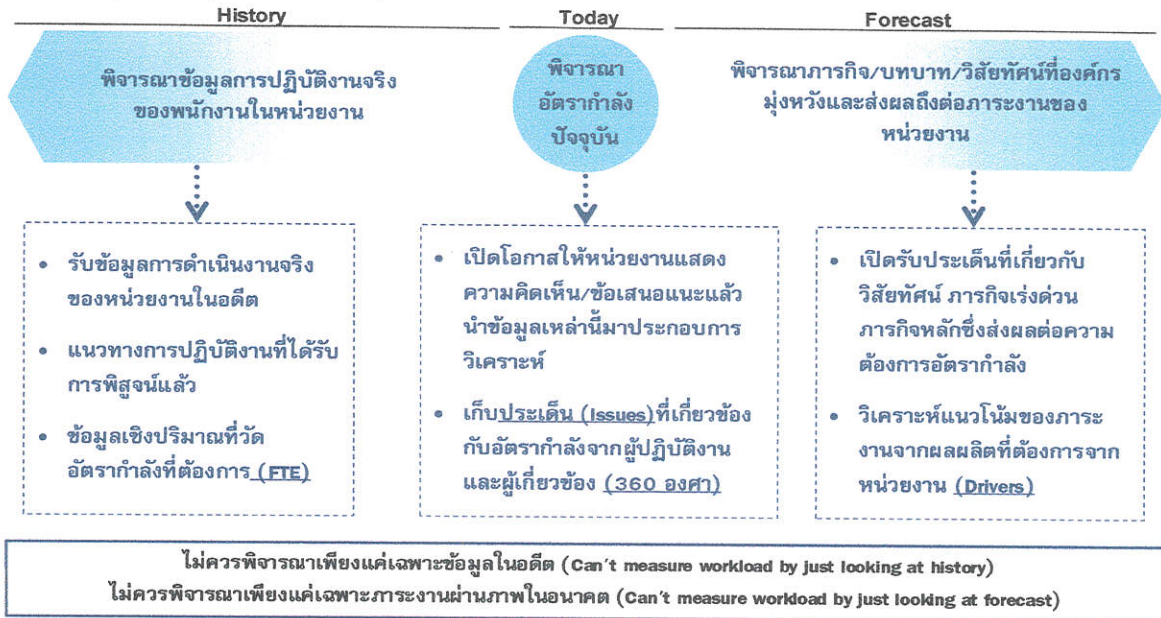 History
Today
Forecast
พิจารณาข้อมูลการปฏิบัติงานจริง
ของพนักงานในหน่วยงาน
พิจารณา
อัตรากำลัง
ปัจจุบัน
พิจารณาภารกิจ/บทบาท/วิสัยทัศน์ที่องค์กร
มุ่งหวังและส่งผลถึงต่อภาระงานของ
หน่วยงาน
• รับข้อมูลการดำเนินงานจริง
ของหน่วยงานในอดีต
• แนวทางการปฏิบัติงานที่ได้รับ
การพิสูจน์แล้ว
• ข้อมูลเชิงปริมาณที่วัด
อัตรากำลังที่ต้องการ (FTE)
• เปิดโอกาสให้หน่วยงานแสดง
ความคิดเห็น/ข้อเสนอแนะแล้ว
นำข้อมูลเหล่านี้มาประกอบการ
วิเคราะห์
• เก็บประเด็น (Issues)ที่เกี่ยวข้อง
กับอัตรากำลังจากผู้ปฏิบัติงาน
และผู้เกี่ยวข้อง (360 องศา)
• เปิดรับประเด็นที่เกี่ยวกับ
วิสัยทัศน์ ภารกิจเร่งด่วน
ภารกิจหลักซึ่งส่งผลต่อความ
ต้องการอัตรากำลัง
• วิเคราะห์แนวโน้มของภาระ
งานจากผลผลิตที่ต้องการจาก
หน่วยงาน (Drivers)
ไม่ควรพิจารณาเพียงแค่เฉพาะข้อมูลในอดีต (Can't measure workload by just looking at history)
ไม่ควรพิจารณาเพียงแค่เฉพาะภาระงานผ่านภาพในอนาคต (Can't measure workload by just looking at forecast)